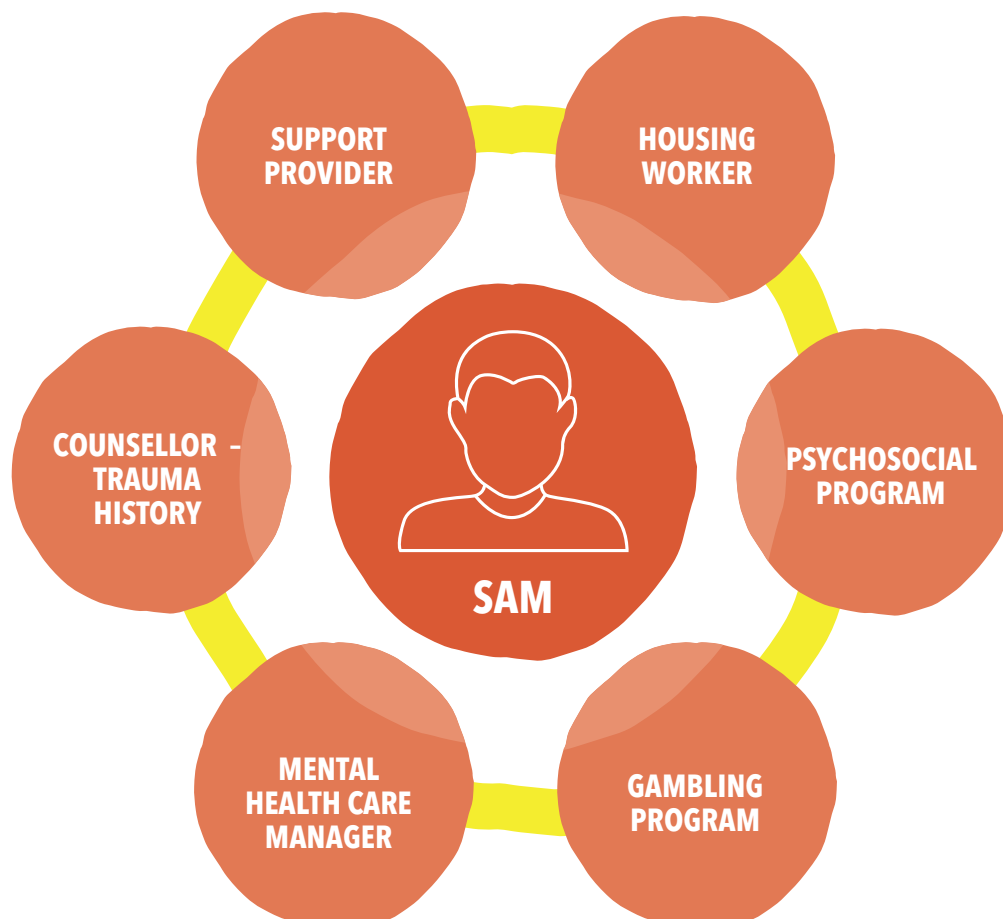 SUPPORT
PROVIDER
HOUSING
WORKER
COUNSELLOR –
TRAUMA
HISTORY
PSYCHOSOCIAL
PROGRAM
SAM
MENTAL
HEALTH CARE
MANAGER
GAMBLING
PROGRAM